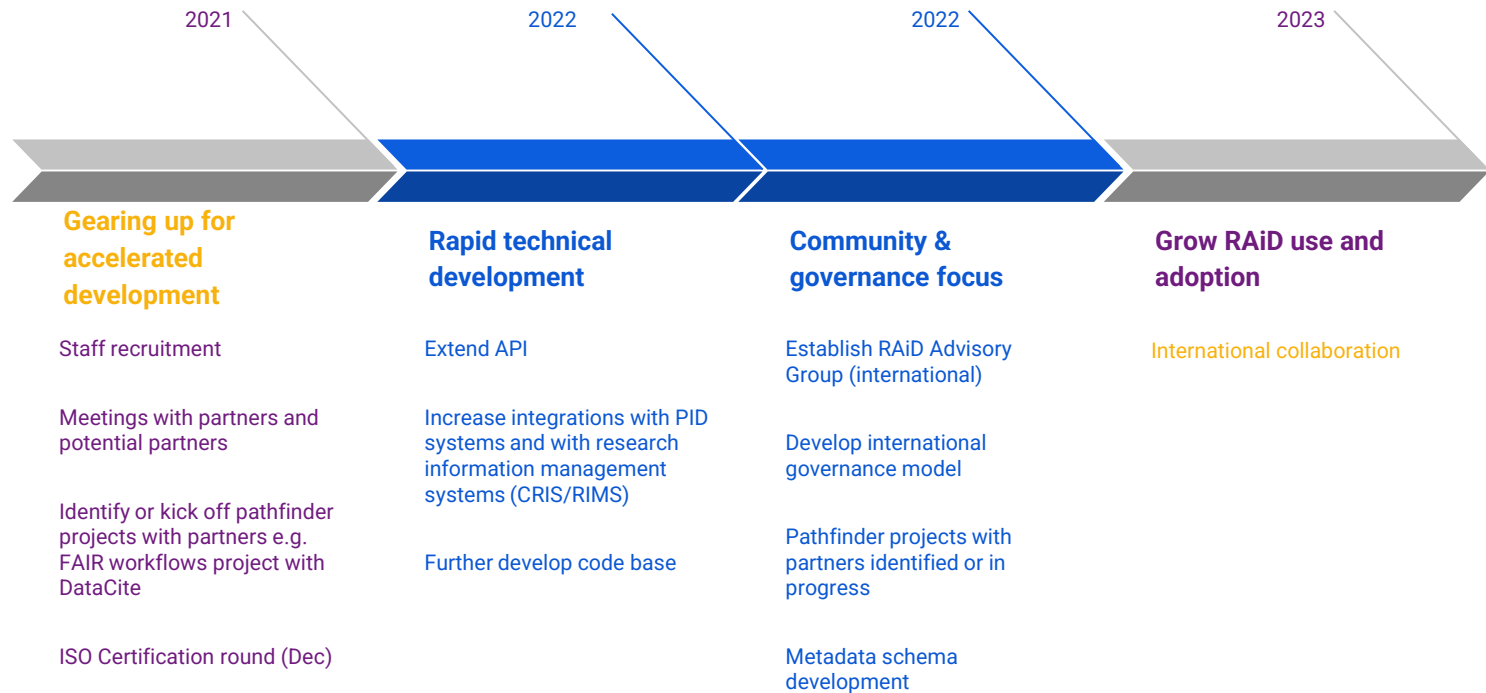 2021
2022
2022
2023
Gearing up for
accelerated
development
Staff recruitment
Meetings with partners and
potential partners
Identify or kick off pathfinder
projects with partners e.g.
FAIR workflows project with
DataCite
ISO Certification round (Dec)
Rapid technical
development
Extend API
Increase integrations with PID
systems and with research
information management
systems (CRIS/RIMS)
Further develop code base
Community &
governance focus
Establish RAiD Advisory
Group (international)
Develop international
governance model
Pathfinder projects with
partners identified or in
progress
Metadata schema
development
Grow RAiD use and
adoption
International collaboration